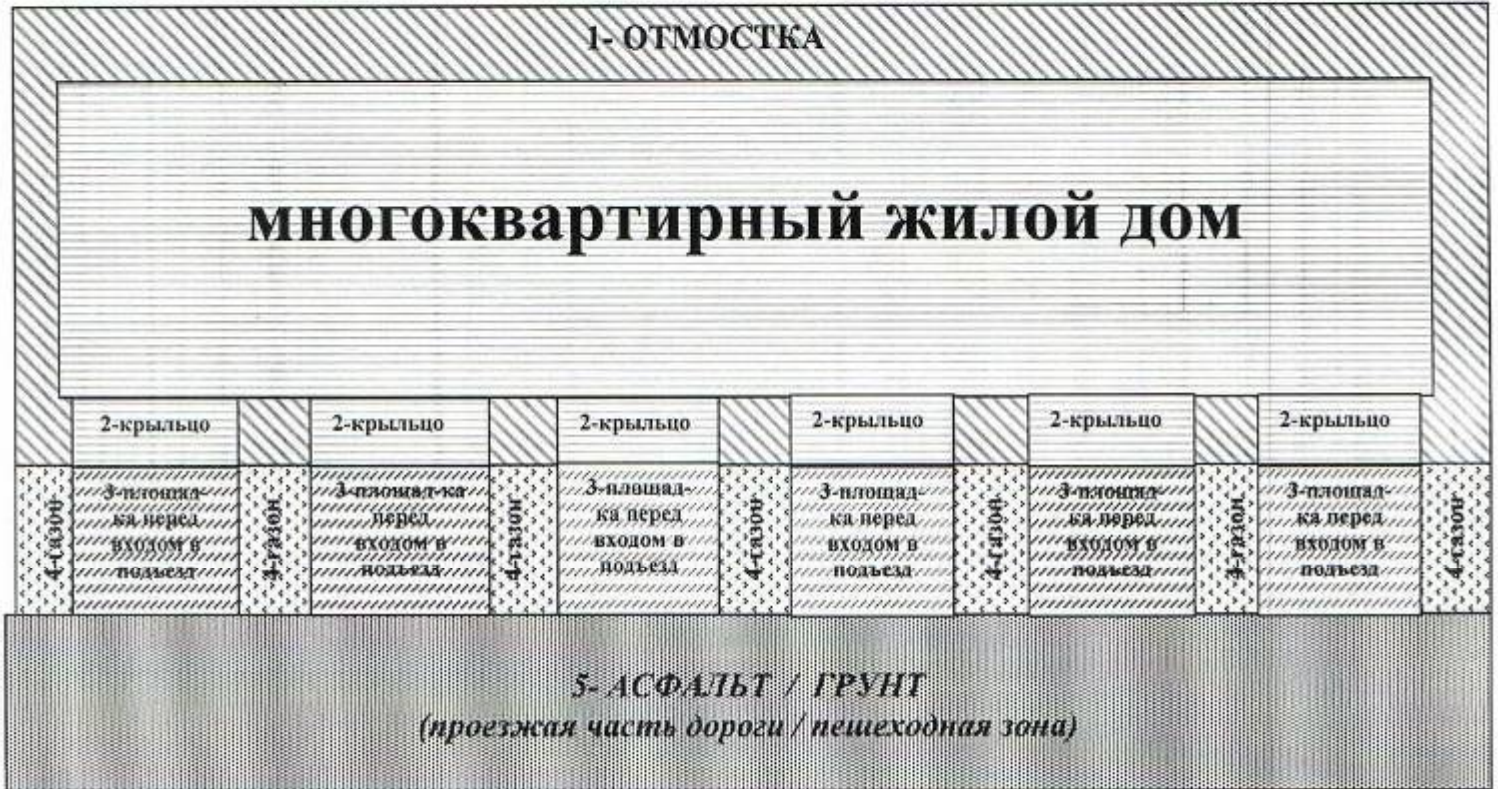 1- ОТМОСТКА
многоквартирный жилой дом
2-крыльцо
2-крыльцо
2-крыльцо
2-крыльцо
2-крыльцо
2-крыльцо
4-газон
3-площад-
ка перед
входом в
подъезд
4-газон
3-площад-ка
перед
входом в
подъезд
4-газон
3-площад-
ка перед
входом в
подъезд
4-газон
3-площад-
ка перед
входом в
подъезд
4-газон
3-площад-
ка перед
входом в
подъезд
4-газон
3-площад-
ка перед
входом в
подъезд
4-газон
5- АСФАЛЬТ / ГРУНТ
(проезжая часть дороги / пешеходная зона)